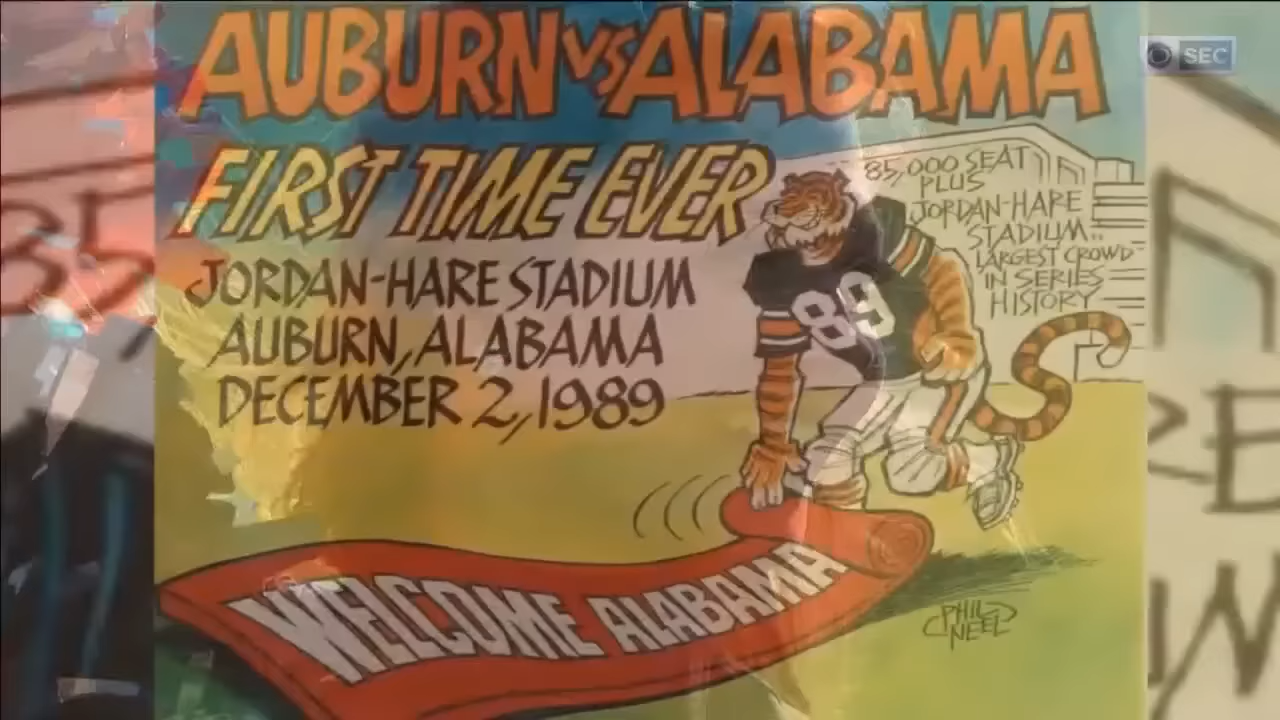 AUBURN VS ALABAMA
SEC
FIRST TIME EVER
85,000 SEAT
PLUS
JORDAN-HARE
STADIUM..
LARGEST CROWD
IN SERIES
HISTORY
JORDAN-HARE STADIUM
AUBURN, ALABAMA
DECEMBER 2, 1989
89
WELCOME ALABAMA
PHIL
NEEL
85